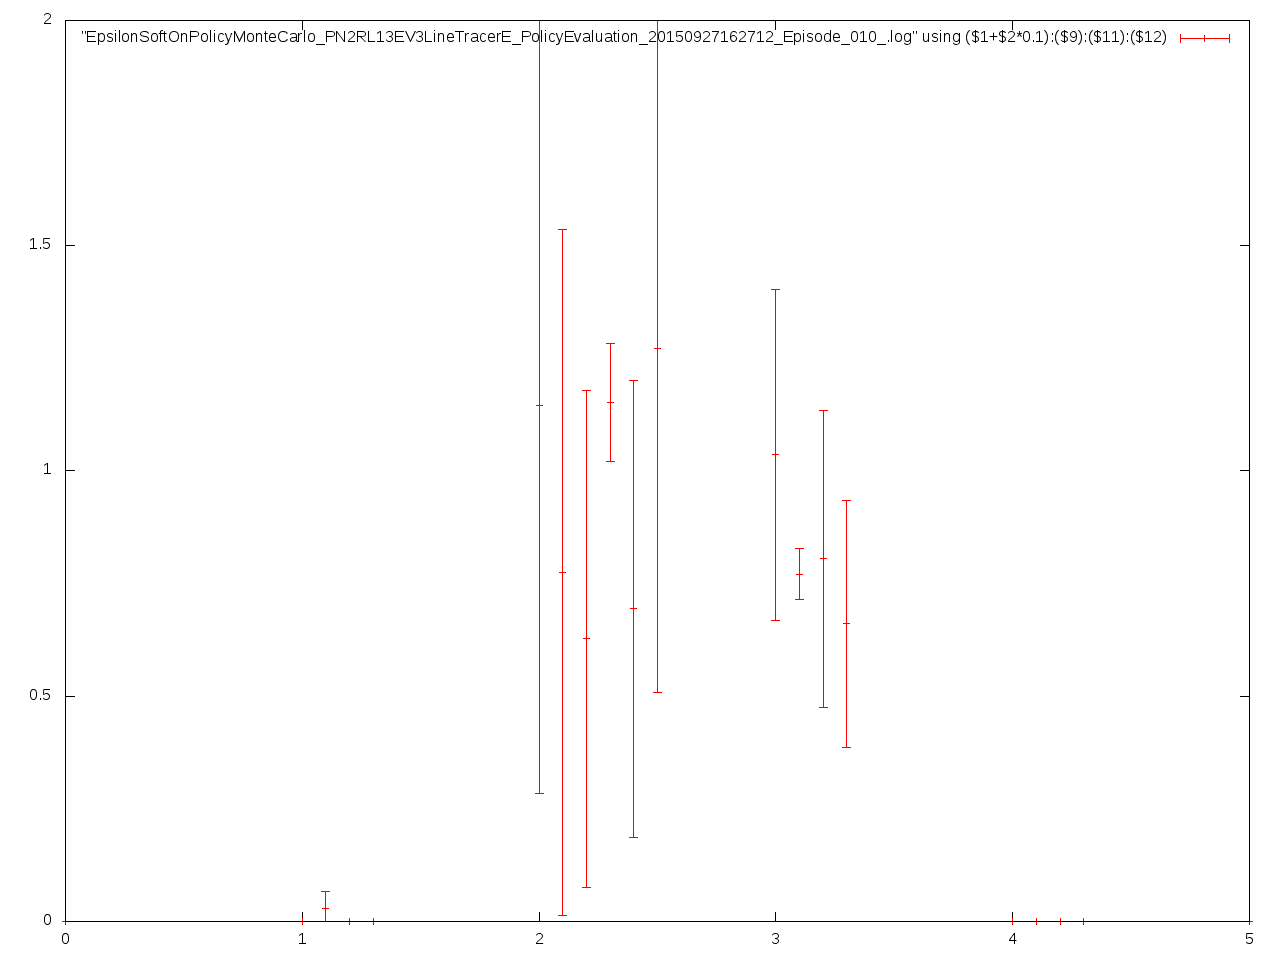 2
"EpsilonSoftOnPolicyMonteCarlo_PN2RL13EV3LineTracerE_PolicyEvaluation_20150927162712_Episode_010_.log" using ($1+$2*0.1):($9):($11):($12)
1.5
1
0.5
0
0 1 2 3 4 5